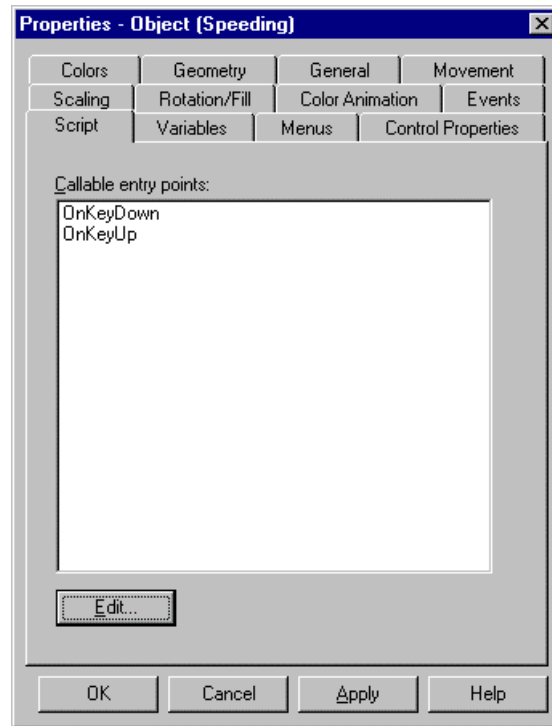 Properties - Object (Speeding)
Colors Geometry General Movement
Scaling Rotation/Fill Color Animation Events
Script Variables Menus Control Properties
Callable entry points:
OnKeyDown
OnKeyUp
Edit...
OK Cancel Apply Help